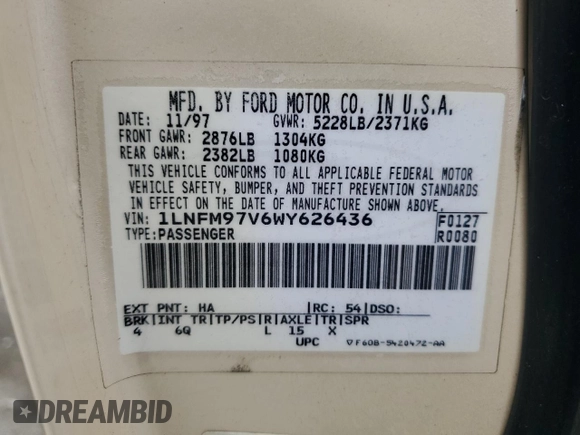 MFD. BY FORD MOTOR CO. IN U.S.A.
DATE: 11/97 GVWR: 5228LB/2371KG
FRONT GAWR: 2876LB 1304KG
REAR GAWR: 2382LB 1080KG
THIS VEHICLE CONFORMS TO ALL APPLICABLE FEDERAL MOTOR
VEHICLE SAFETY, BUMPER, AND THEFT PREVENTION STANDARDS
IN EFFECT ON THE DATE OF MANUFACTURE SHOWN ABOVE.
VIN: 1LNFM97V6WY626436 F0127
TYPE: PASSENGER R0080
EXT PNT: HA |RC: 54|DSO:
BRK|INT TR|TP/PS|R|AXLE|TR|SPR
4 6Q L 15 X
UPC ▽F60B-5420472-AA
DREAMBID